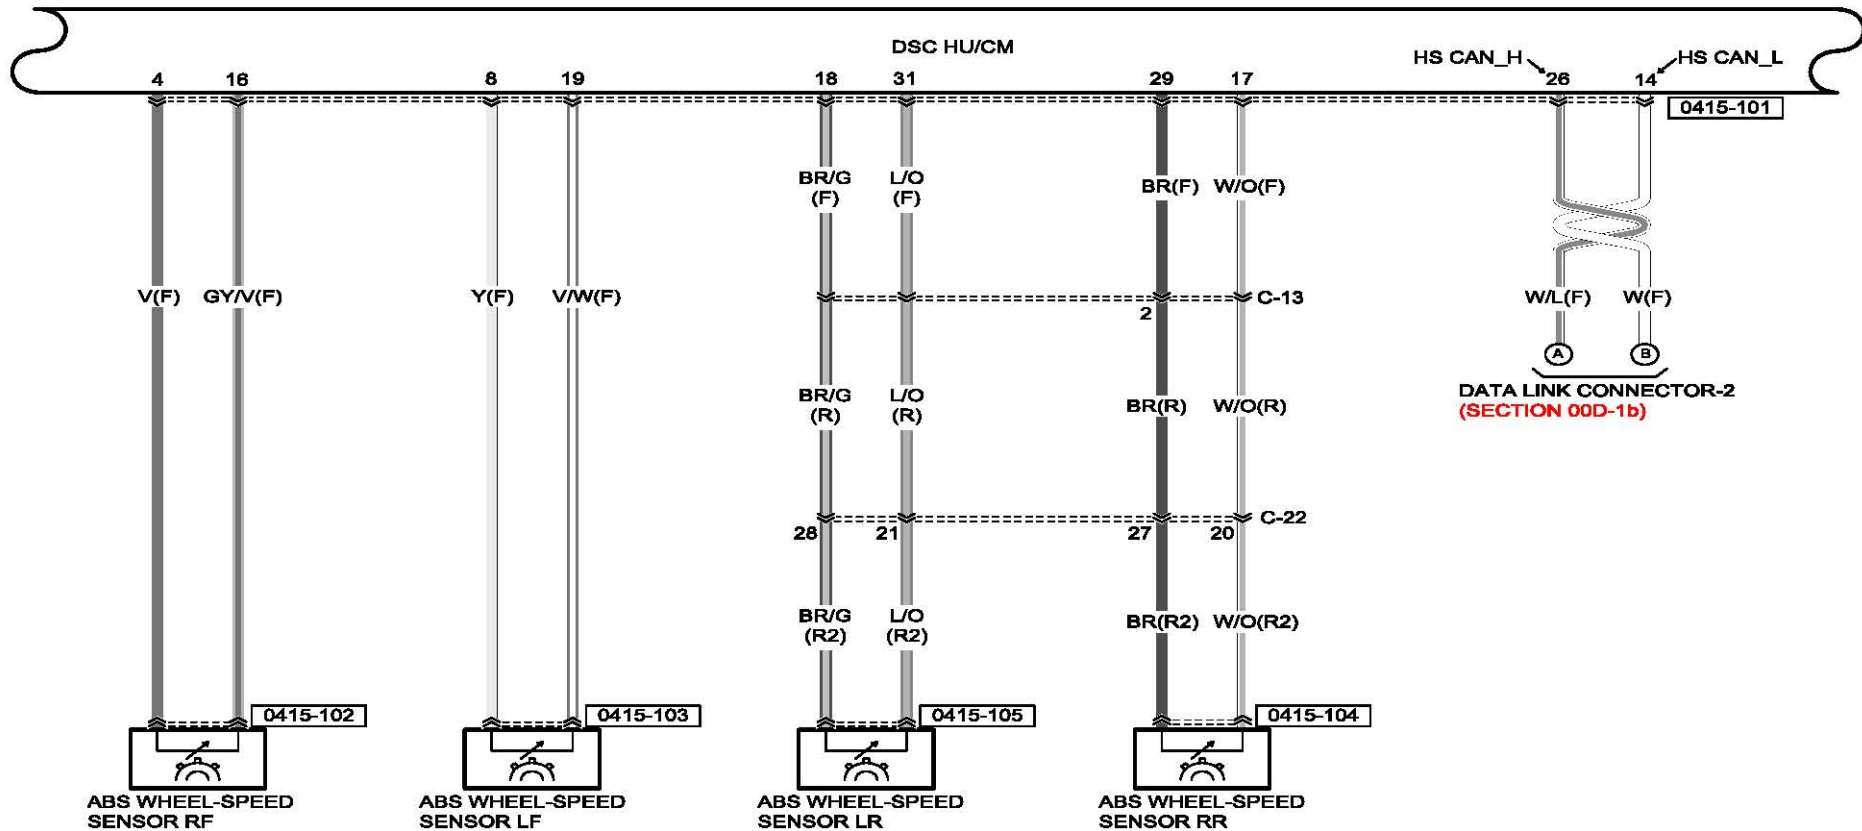 DSC HU/CM
HS CAN_H
HS CAN_L
4
16
8
19
18
31
29
17
26
14
0415-101
BR/G
(F)
L/O
(F)
BR(F)
W/O(F)
V(F)
GY/V(F)
Y(F)
V/W(F)
C-13
2
W/L(F)
W(F)
A
B
DATA LINK CONNECTOR-2
(SECTION 00D-1b)
BR/G
(R)
L/O
(R)
BR(R)
W/O(R)
C-22
28
21
27
20
BR/G
(R2)
L/O
(R2)
BR(R2)
W/O(R2)
0415-102
0415-103
0415-105
0415-104
ABS WHEEL-SPEED
SENSOR RF
ABS WHEEL-SPEED
SENSOR LF
ABS WHEEL-SPEED
SENSOR LR
ABS WHEEL-SPEED
SENSOR RR